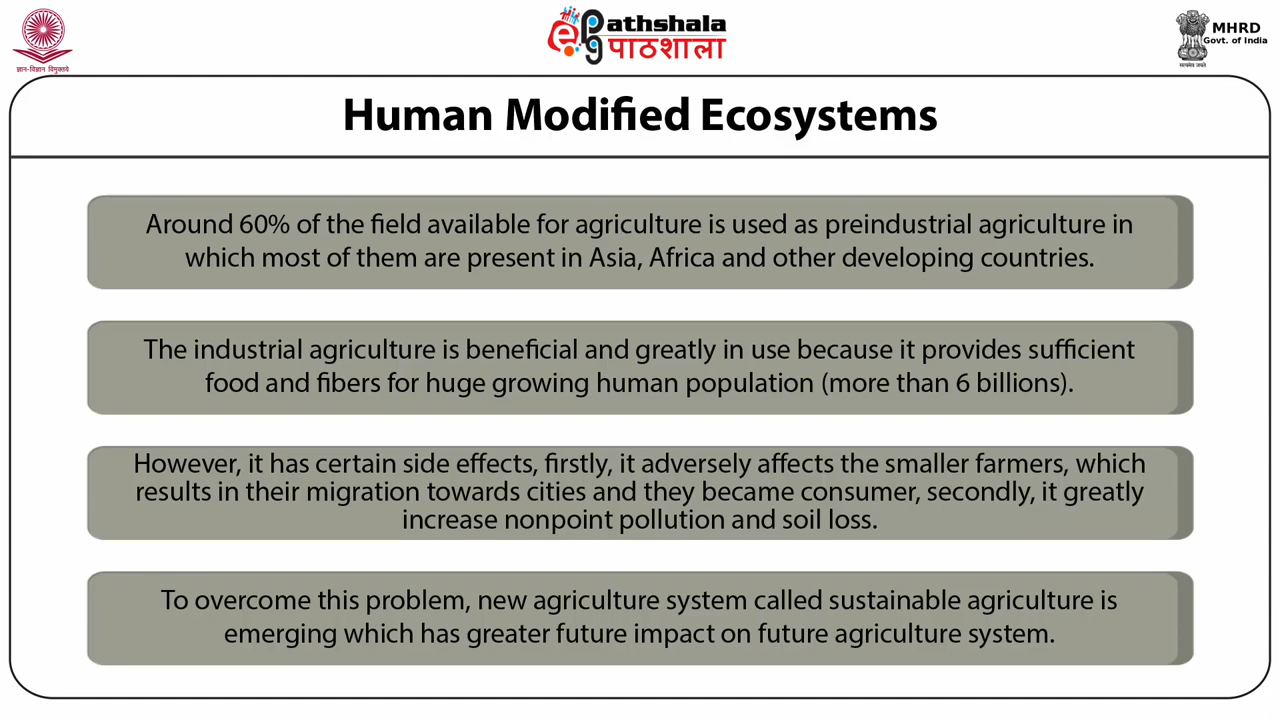 ज्ञान-विज्ञान विमुक्तये
ePathshala
पाठशाला
सत्यमेव जयते
MHRD
Govt. of India
Human Modified Ecosystems
Around 60% of the field available for agriculture is used as preindustrial agriculture in
which most of them are present in Asia, Africa and other developing countries.
The industrial agriculture is beneficial and greatly in use because it provides sufficient
food and fibers for huge growing human population (more than 6 billions).
However, it has certain side effects, firstly, it adversely affects the smaller farmers, which
results in their migration towards cities and they became consumer, secondly, it greatly
increase nonpoint pollution and soil loss.
To overcome this problem, new agriculture system called sustainable agriculture is
emerging which has greater future impact on future agriculture system.